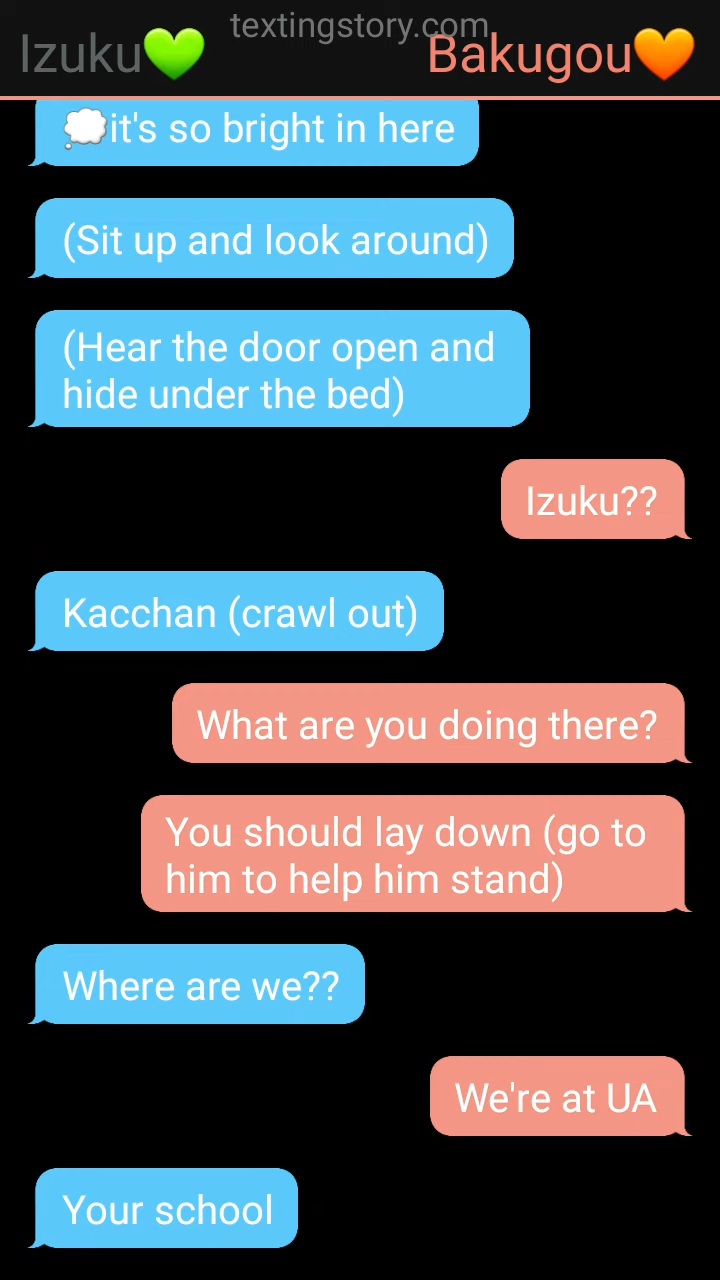 textingstory.com
Izuku💚
Bakugou🧡
💭it's so bright in here
(Sit up and look around)
(Hear the door open and
hide under the bed)
Izuku??
Kacchan (crawl out)
What are you doing there?
You should lay down (go to
him to help him stand)
Where are we??
We're at UA
Your school